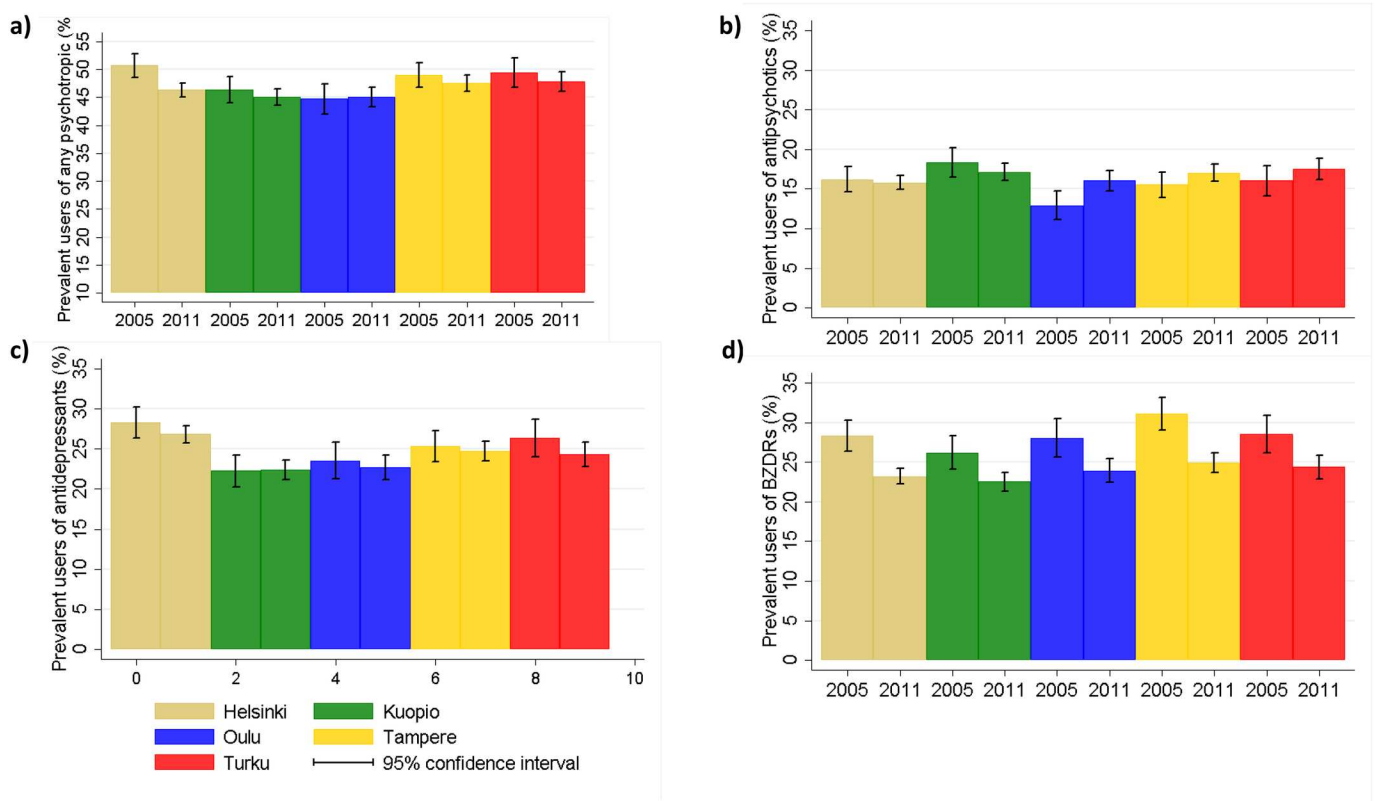 a)
Prevalent users of any psychotropic (%
55
50
45
40
35
30
25
20
15
10
2005 2011 2005 2011 2005 2011 2005 2011 2005 2011
b)
Prevalent users of antipsychotics (%)
35
30
25
20
15
10
5
0
2005 2011 2005 2011 2005 2011 2005 2011 2005 2011
c)
Prevalent users of antidepressants (%)
35
30
25
20
15
10
5
0
0 2 4 6 8 10
Helsinki Kuopio
Oulu Tampere
Turku 95% confidence interval
d)
Prevalent users of BZDRs (%)
35
30
25
20
15
10
5
0
2005 2011 2005 2011 2005 2011 2005 2011 2005 2011